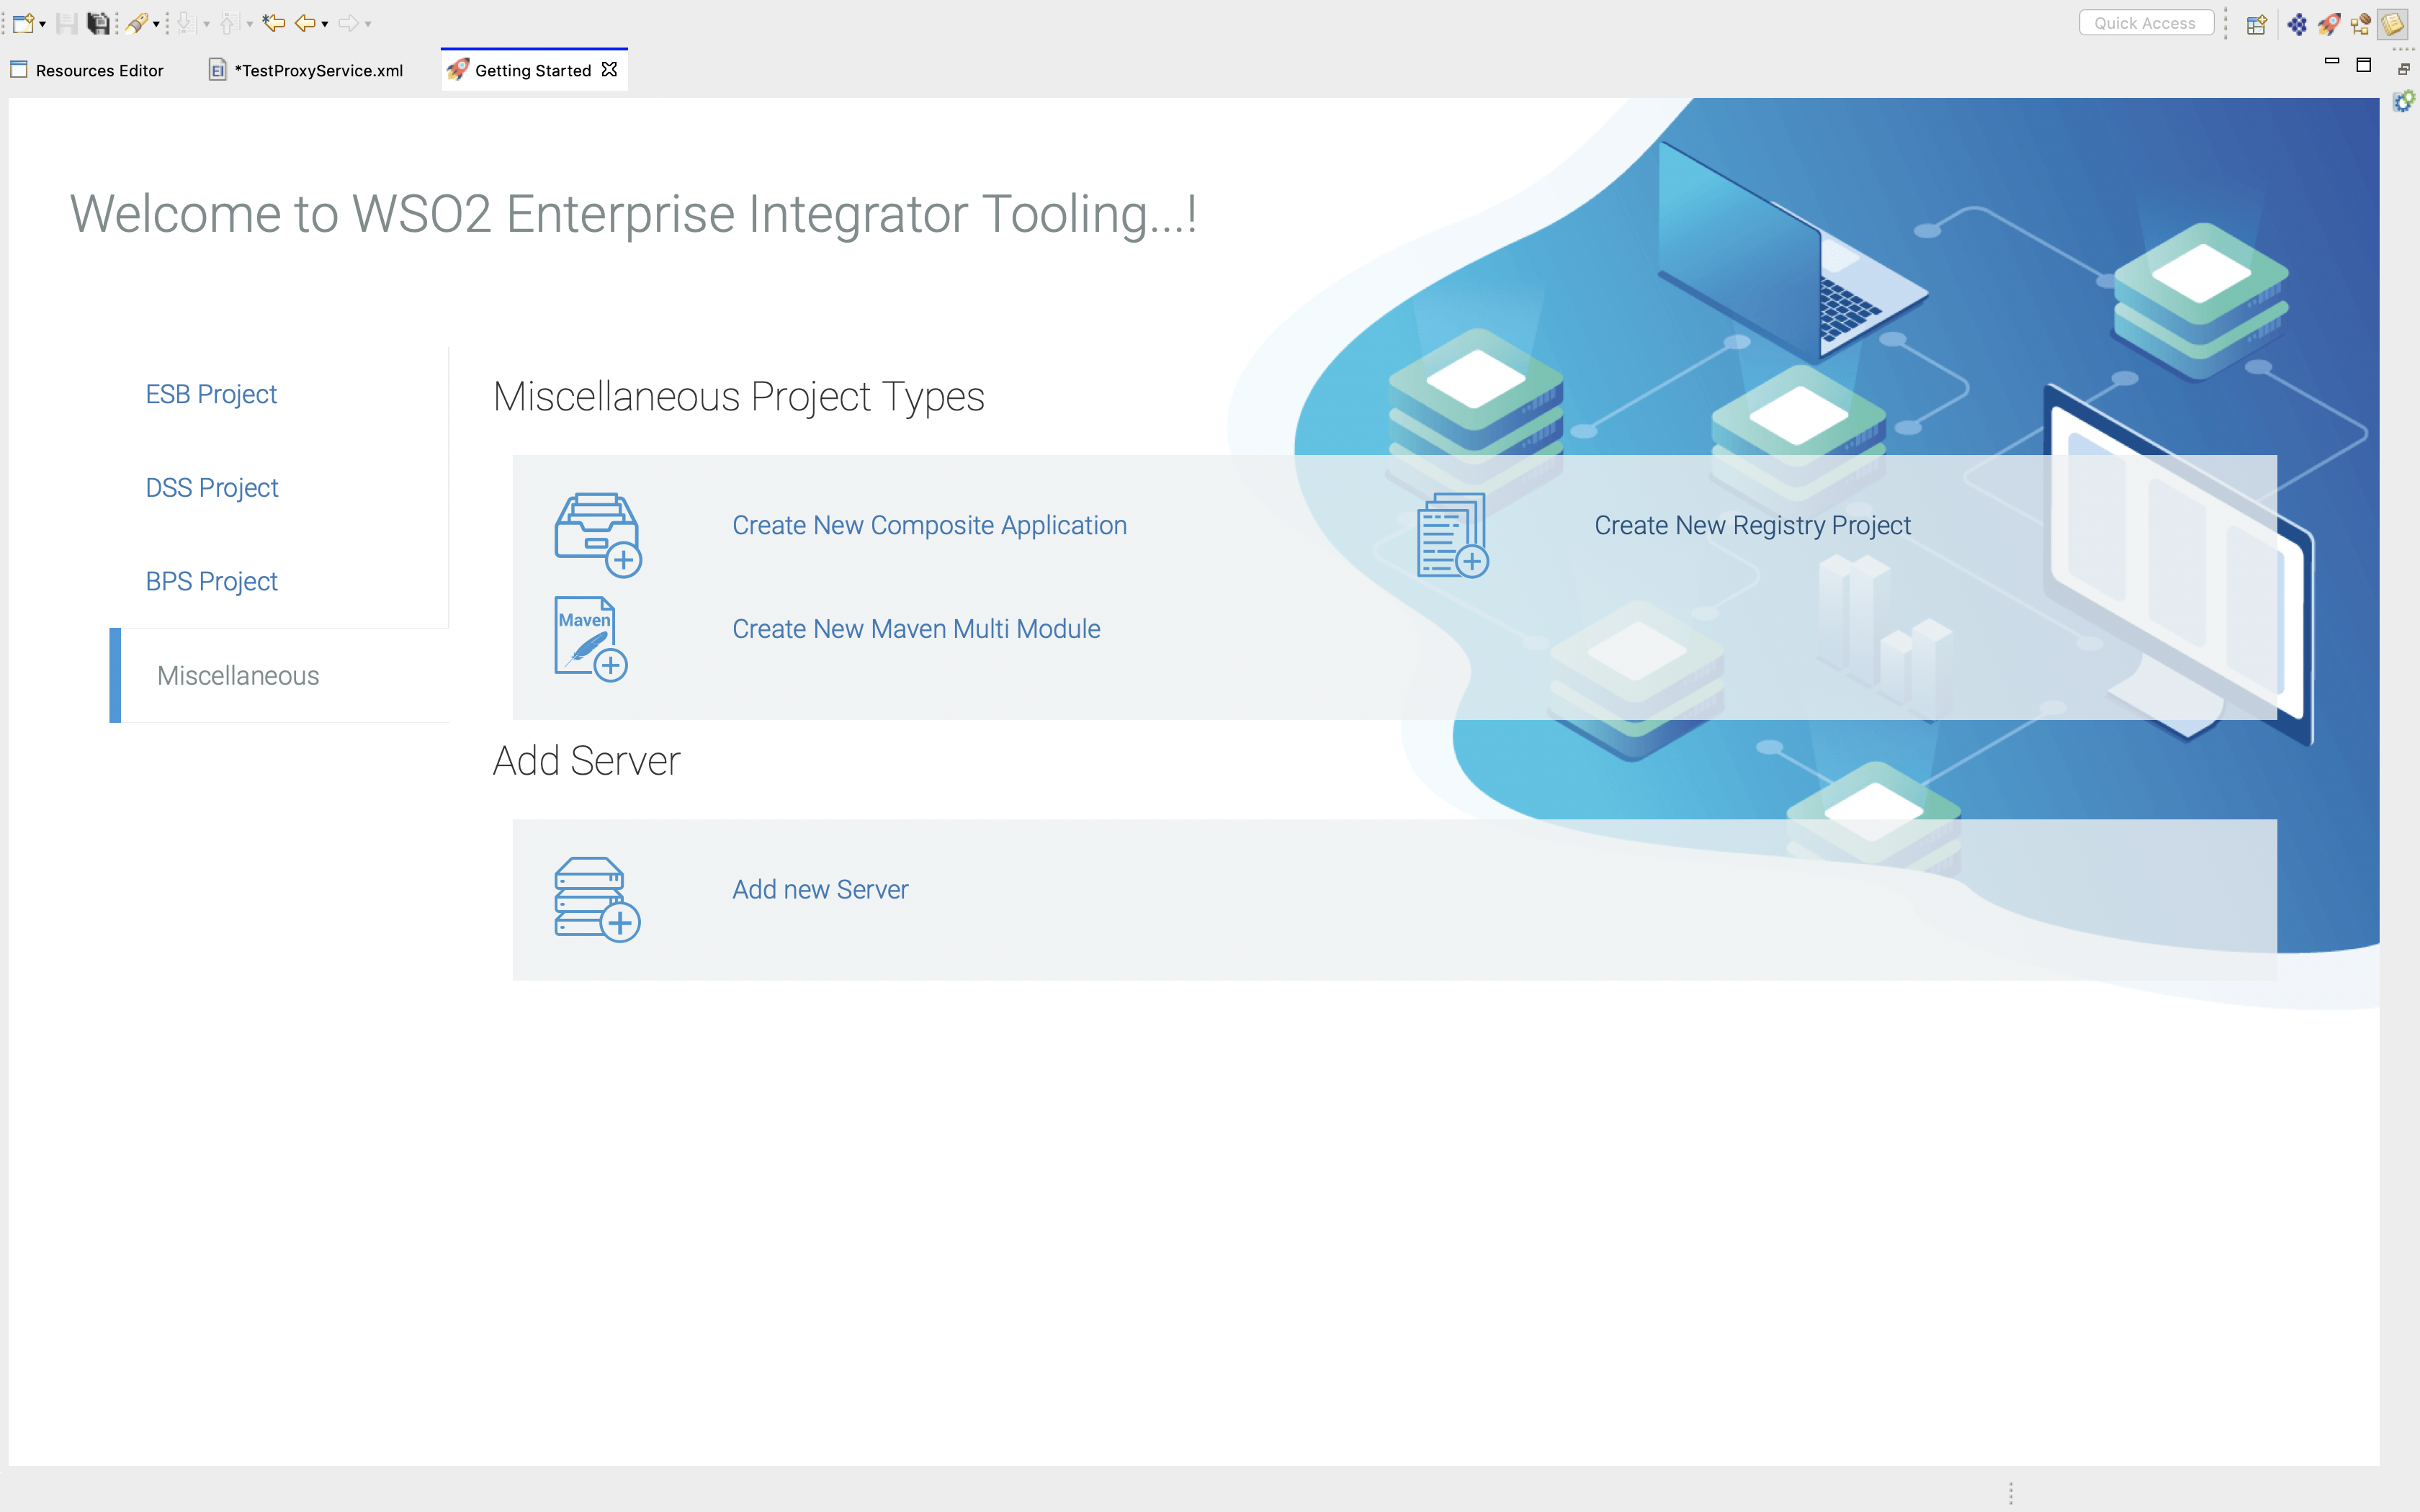 Quick Access
Resources Editor
EI *TestProxyService.xml
Getting Started
Welcome to WSO2 Enterprise Integrator Tooling...!
ESB Project
DSS Project
BPS Project
Miscellaneous
Miscellaneous Project Types
Create New Composite Application
Create New Registry Project
Maven
Create New Maven Multi Module
Add Server
Add new Server